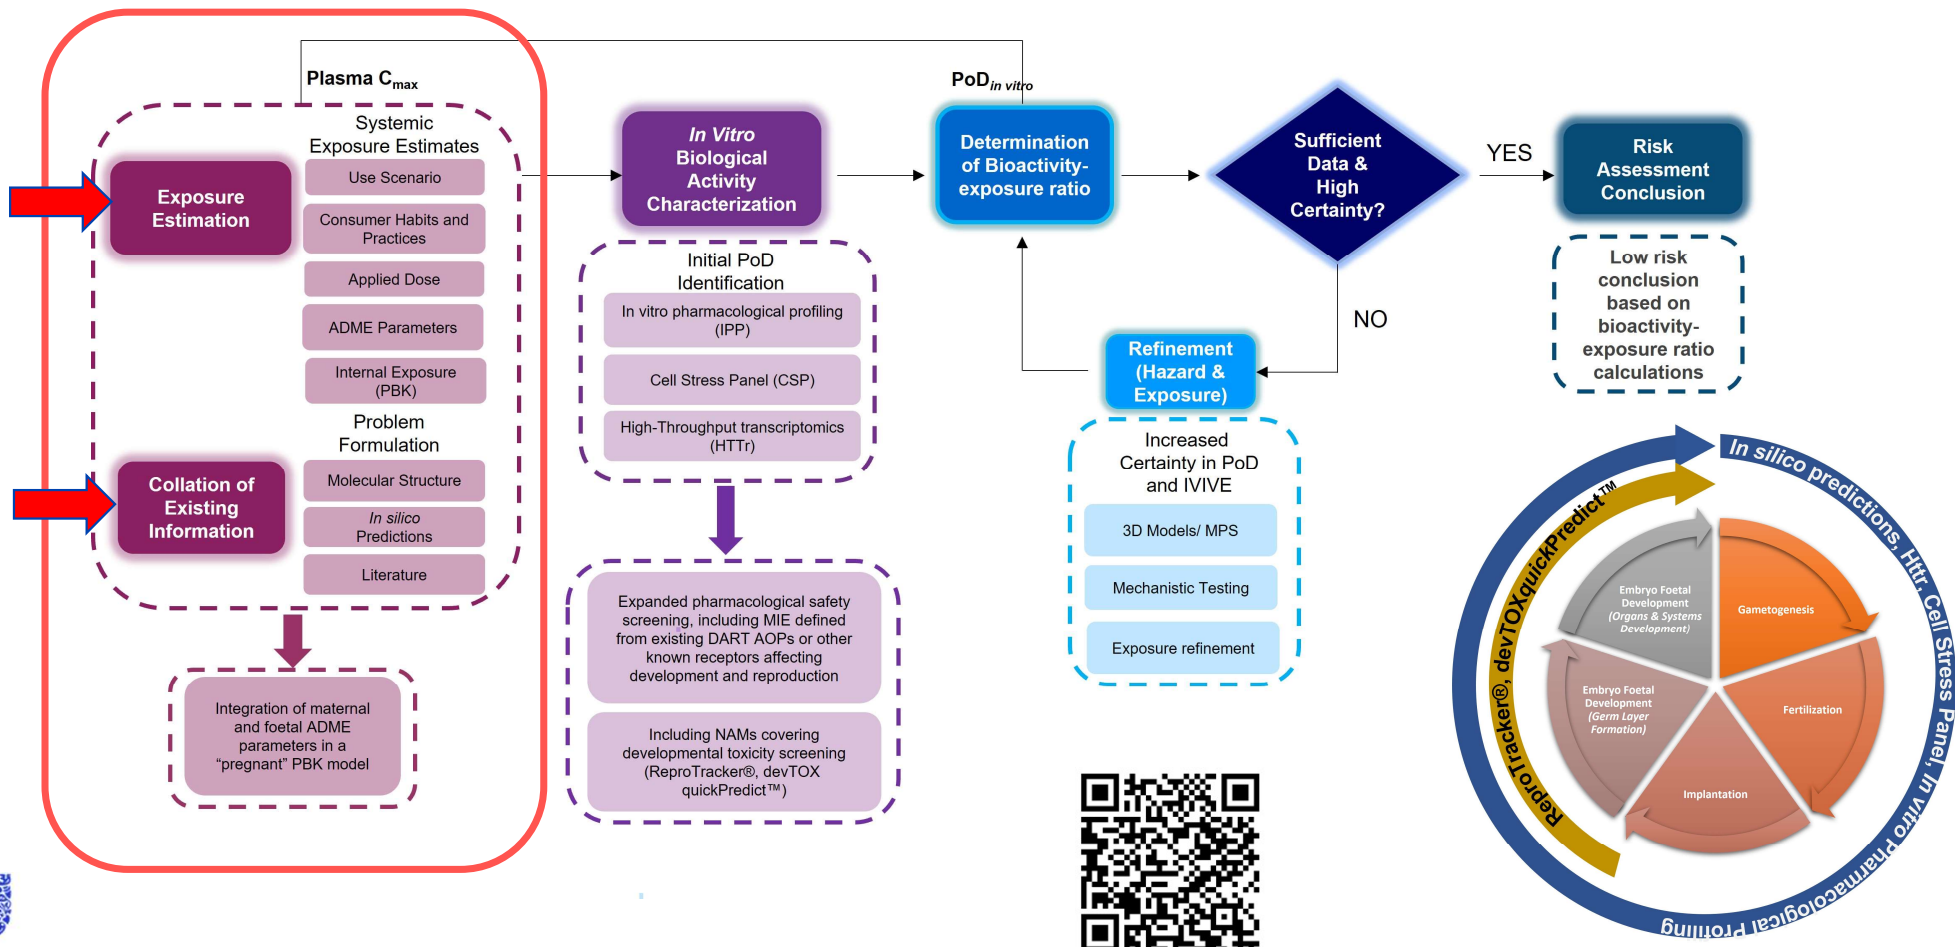 Plasma Cmax
Systemic
Exposure Estimates
Exposure
Estimation
Use Scenario
Consumer Habits and
Practices
Applied Dose
ADME Parameters
Internal Exposure
(PBK)
Problem
Formulation
Collation of
Existing
Information
Molecular Structure
In silico
Predictions
Literature
Integration of maternal
and foetal ADME
parameters in a
“pregnant” PBK model
In Vitro
Biological
Activity
Characterization
Initial PoD
Identification
In vitro pharmacological profiling
(IPP)
Cell Stress Panel (CSP)
High-Throughput transcriptomics
(HTTr)
Expanded pharmacological safety
screening, including MIE defined
from existing DART AOPs or other
known receptors affecting
development and reproduction
Including NAMs covering
developmental toxicity screening
(ReproTracker®, devTOX
quickPredict™)
PoDin vitro
Determination
of Bioactivity-
exposure ratio
Sufficient
Data &
High
Certainty?
YES
NO
Refinement
(Hazard &
Exposure)
Increased
Certainty in PoD
and IVIVE
3D Models/ MPS
Mechanistic Testing
Exposure refinement
Risk
Assessment
Conclusion
Low risk
conclusion
based on
bioactivity-
exposure ratio
calculations
In silico predictions, Httr, Cell Stress Panel, In vitro Pharmacological Profiling
ReproTracker®, devTOXquickPredict™
Gametogenesis
Fertilization
Implantation
Embryo Foetal
Development
(Germ Layer
Formation)
Embryo Foetal
Development
(Organs & Systems
Development)